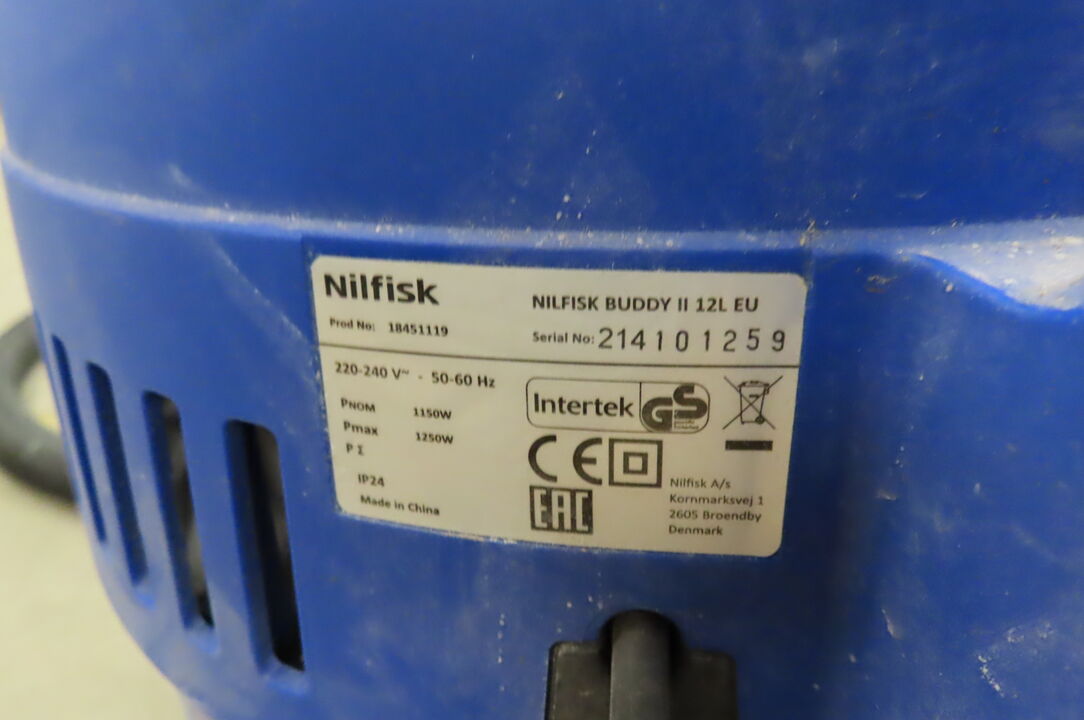 Nilfisk
NILFISK BUDDY II 12L EU
Prod No: 18451119
Serial No: 214101259
220-240 V~ - 50-60 Hz
PNOM 1150W
Pmax 1250W
P Σ
IP24
Made in China
Intertek GS
CE
EAC
Nilfisk A/s
Kornmarksvej 1
2605 Broendby
Denmark